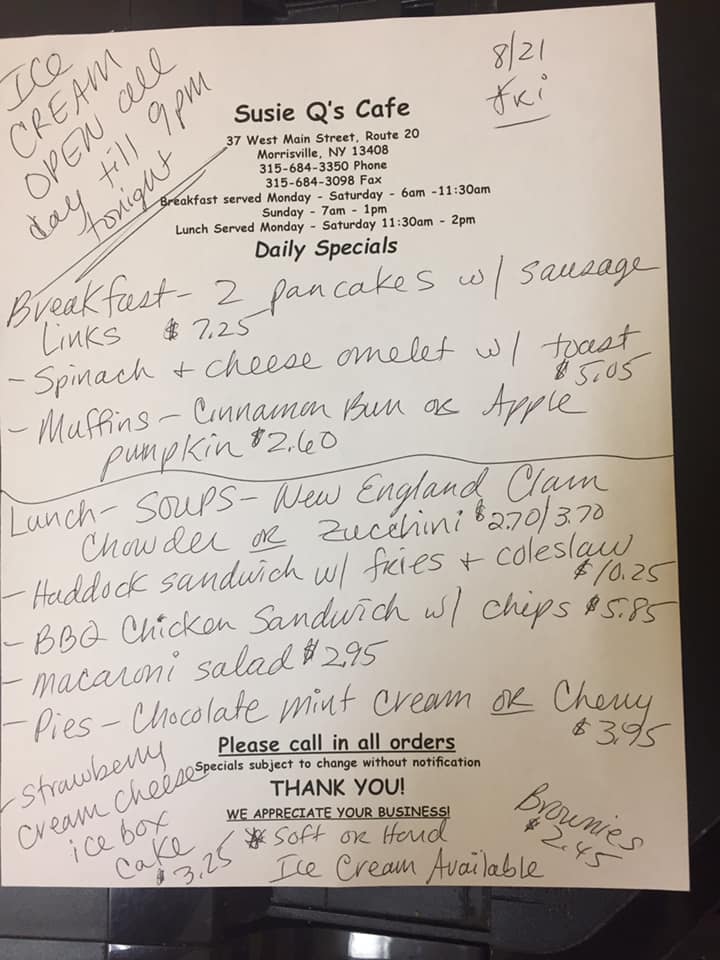 ICE
CREAM
OPEN all
day till 9pm
tonight
8/21
Fri
Susie Q's Cafe
37 West Main Street, Route 20
Morrisville, NY 13408
315-684-3350 Phone
315-684-3098 Fax
Breakfast served Monday - Saturday - 6am -11:30am
Sunday - 7am - 1pm
Lunch Served Monday - Saturday 11:30am - 2pm
Daily Specials
Breakfast - 2 pancakes w/ sausage
Links $7.25
- Spinach + cheese omelet w/ toast
$5.05
- Muffins - Cinnamon Bun or Apple
pumpkin $2.60
Lunch - Soups - New England Clam
Chowder or Zucchini $2.70/3.70
- Haddock sandwich w/ fries + coleslaw
$10.25
- BBQ Chicken Sandwich w/ chips $5.85
- macaroni salad $2.95
- Pies - Chocolate mint Cream or Cherry
$3.95
- Strawberry
Cream cheese
ice box
Cake
$3.25
Please call in all orders
Specials subject to change without notification
THANK YOU!
WE APPRECIATE YOUR BUSINESS!
* Soft or Hard
Ice Cream Available
Brownies
$2.45